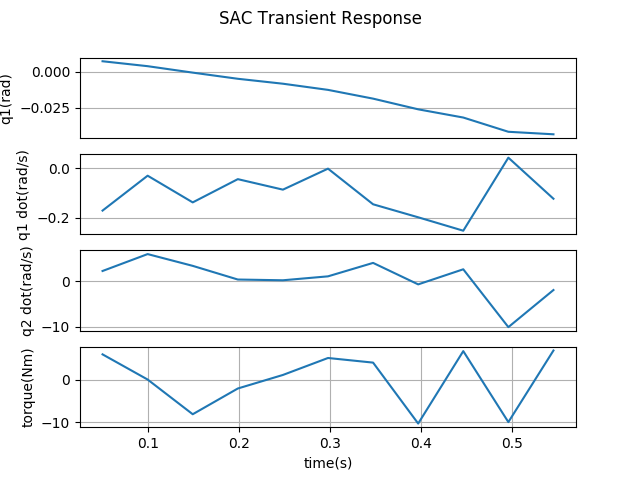 SAC Transient Response
0.000
−0.025
q1(rad)
0.0
−0.2
q1 dot(rad/s)
0
−10
q2 dot(rad/s)
0
−10
torque(Nm)
0.1 0.2 0.3 0.4 0.5
time(s)